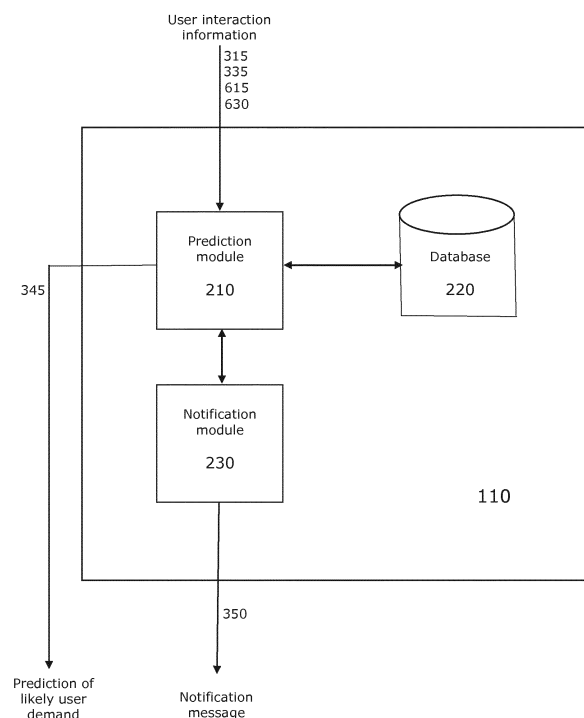 User interaction
information
315
335
615
630
Prediction
module
210
Database
220
345
Notification
module
230
110
350
Prediction of
likely user
demand
Notification
message